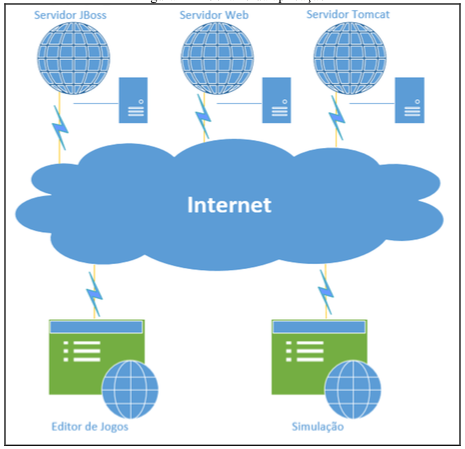 Servidor JBoss
Servidor Web
Servidor Tomcat
Internet
Editor de Jogos
Simulação